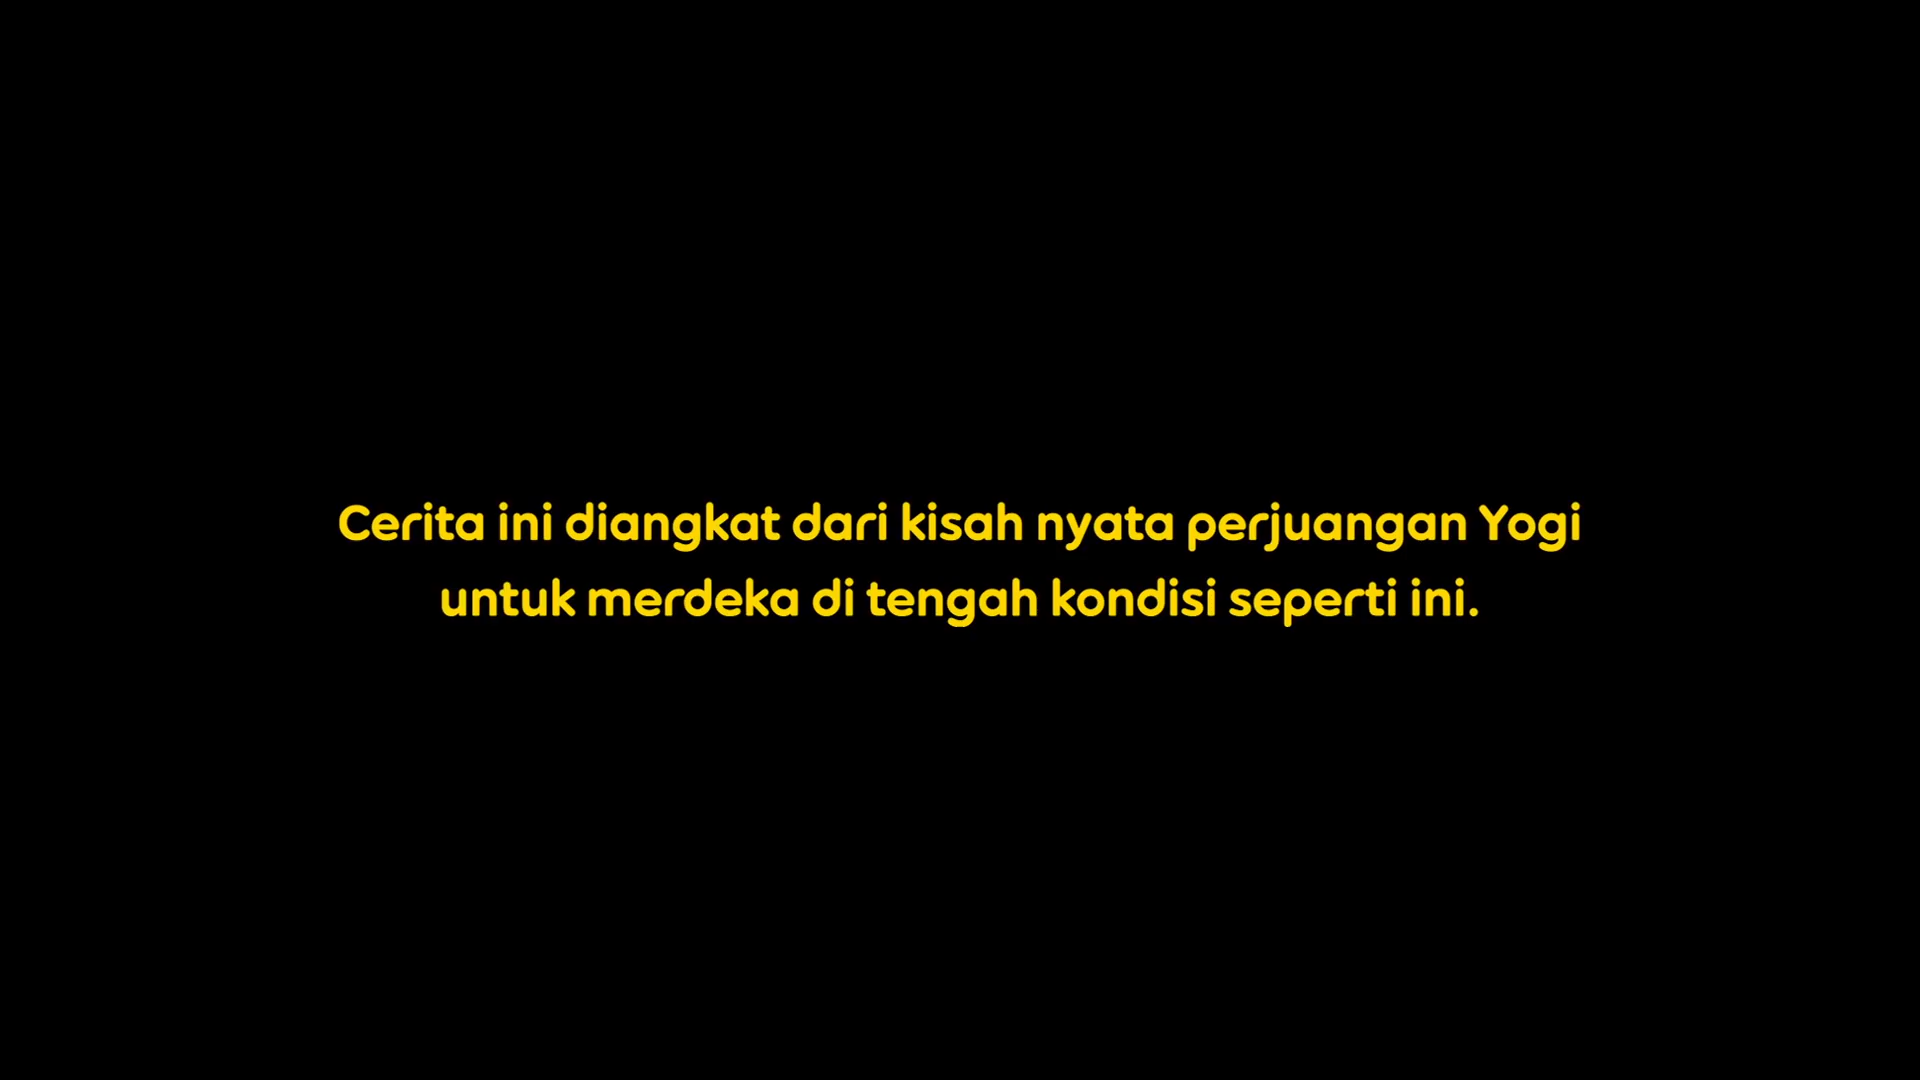 Cerita ini diangkat dari kisah nyata perjuangan Yogi
untuk merdeka di tengah kondisi seperti ini.